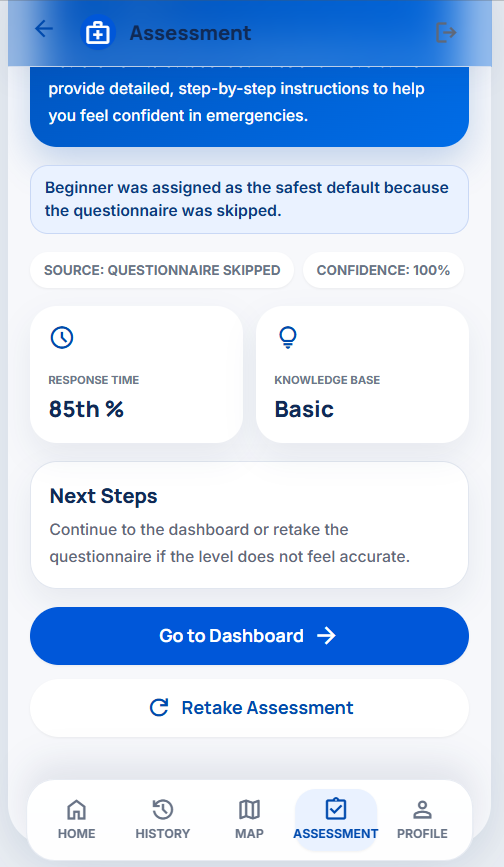 Assessment
provide detailed, step-by-step instructions to help
you feel confident in emergencies.
Beginner was assigned as the safest default because
the questionnaire was skipped.
SOURCE: QUESTIONNAIRE SKIPPED
CONFIDENCE: 100%
RESPONSE TIME
85th %
KNOWLEDGE BASE
Basic
Next Steps
Continue to the dashboard or retake the
questionnaire if the level does not feel accurate.
Go to Dashboard
Retake Assessment
HOME
HISTORY
MAP
ASSESSMENT
PROFILE